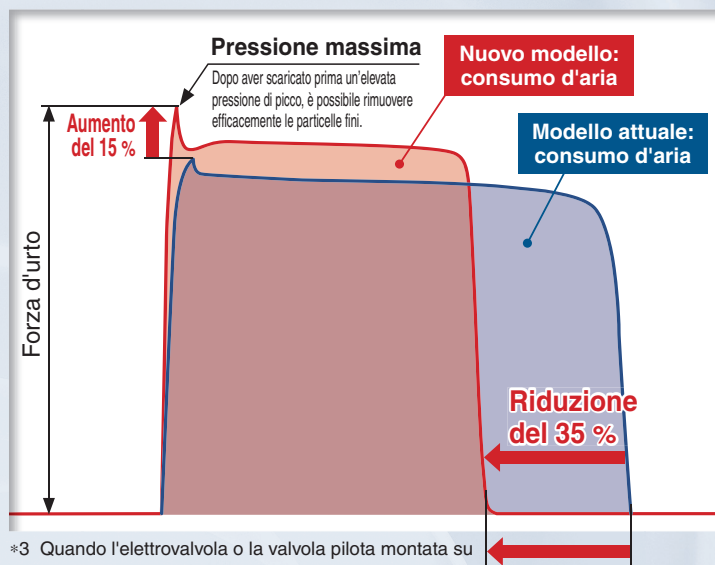 Pressione massima
Dopo aver scaricato prima un'elevata
pressione di picco, è possibile rimuovere
efficacemente le particelle fini.
Nuovo modello:
consumo d'aria
Aumento
del 15 %
Modello attuale:
consumo d'aria
Forza d'urto
Riduzione
del 35 %
*3 Quando l'elettrovalvola o la valvola pilota montata su